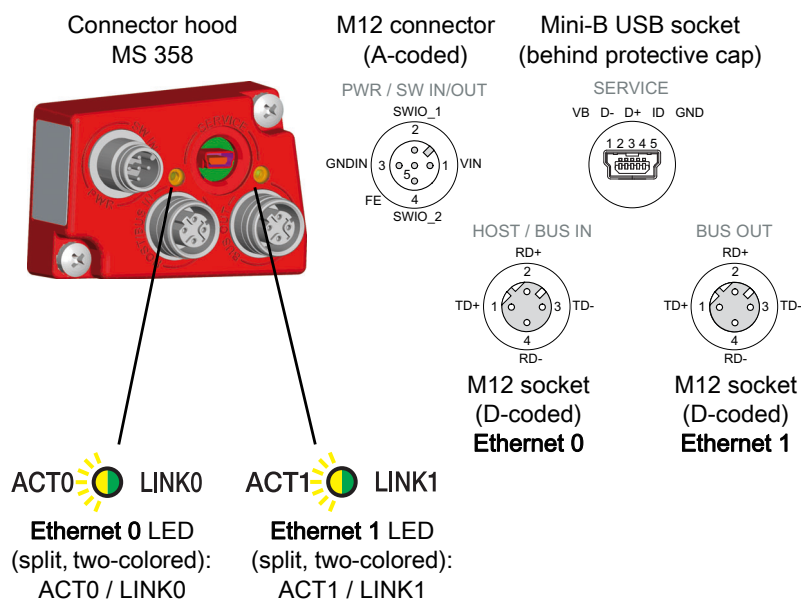 Connector hood
MS 358
M12 connector
(A-coded)
Mini-B USB socket
(behind protective cap)
PWR / SW IN/OUT
SWIO_1
2
GNDIN 3 5 1 VIN
FE
4
SWIO_2
SERVICE
VB D- D+ ID GND
1 2 3 4 5
SERVICE
PWR
HOST / BUS IN
RD+
2
TD+ 1 3 TD-
4
RD-
M12 socket
(D-coded)
Ethernet 0
BUS OUT
RD+
2
TD+ 1 3 TD-
4
RD-
M12 socket
(D-coded)
Ethernet 1
ACT0 LINK0
Ethernet 0 LED
(split, two-colored):
ACT0 / LINK0
ACT1 LINK1
Ethernet 1 LED
(split, two-colored):
ACT1 / LINK1